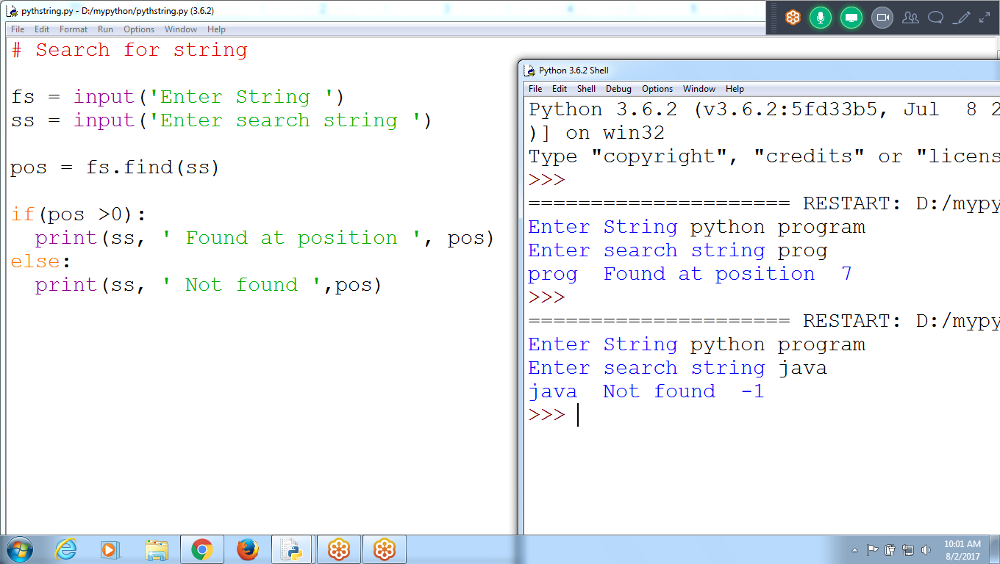 pythstring.py - D:/mypython/pythstring.py (3.6.2)
File Edit Format Run Options Window Help
# Search for string
fs = input('Enter String ')
ss = input('Enter search string ')
pos = fs.find(ss)
if(pos >0):
  print(ss, ' Found at position ', pos)
else:
  print(ss, ' Not found ',pos)
Python 3.6.2 Shell
File Edit Shell Debug Options Window Help
Python 3.6.2 (v3.6.2:5fd33b5, Jul  8 2
)] on win32
Type "copyright", "credits" or "licens
>>>
===================== RESTART: D:/mypy
Enter String python program
Enter search string prog
prog  Found at position  7
>>>
===================== RESTART: D:/mypy
Enter String python program
Enter search string java
java  Not found  -1
>>>
10:01 AM
8/2/2017